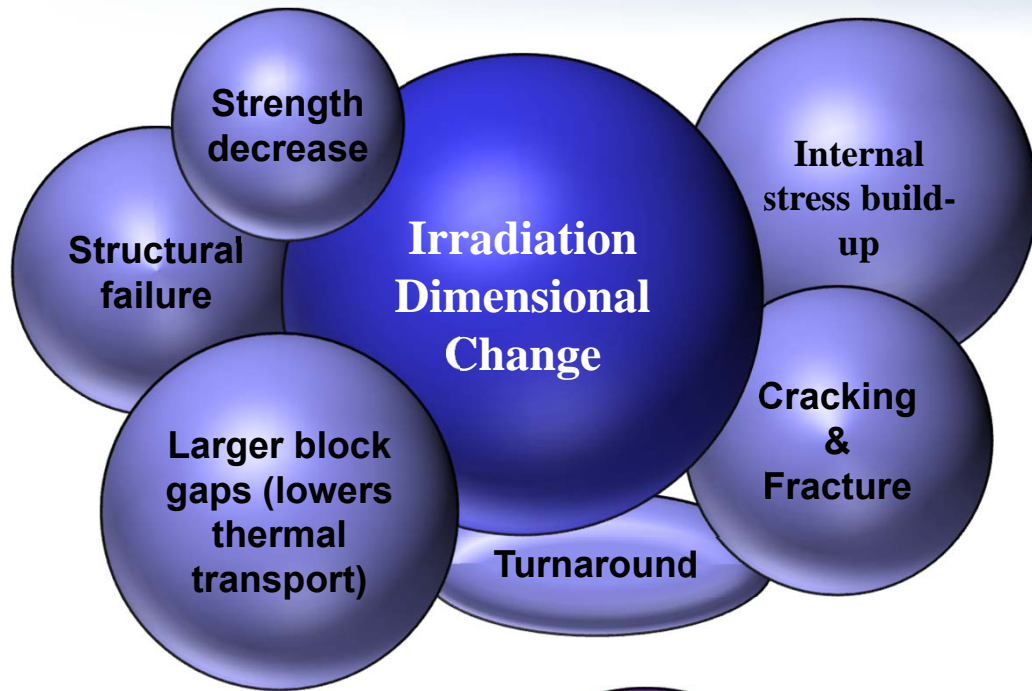 Strength
decrease
Structural
failure
Irradiation
Dimensional
Change
Internal
stress build-
up
Larger block
gaps (lowers
thermal
transport)
Cracking
&
Fracture
Turnaround